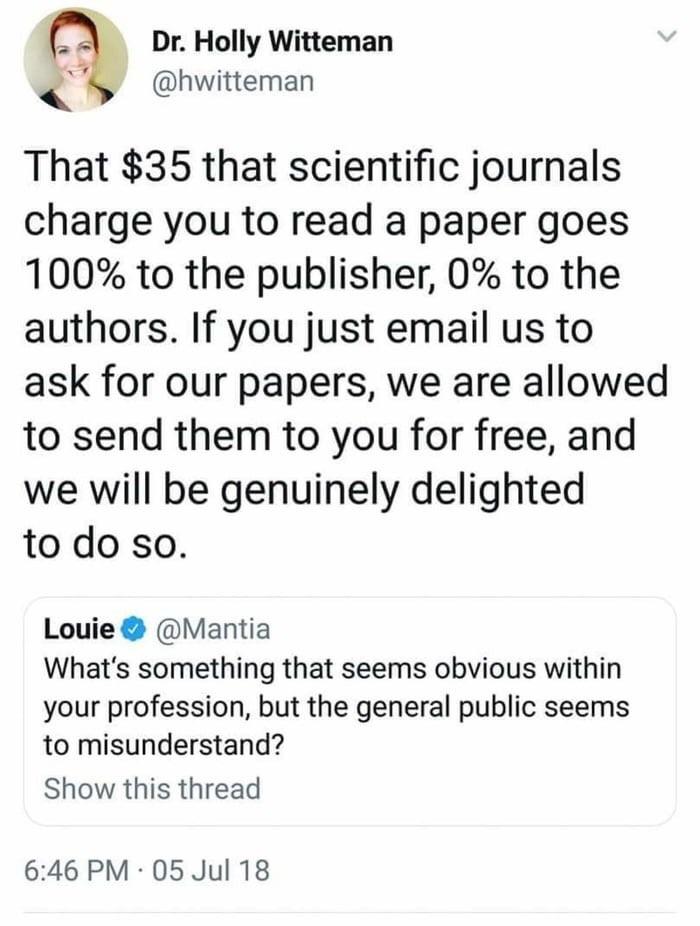 Dr. Holly Witteman
@hwitteman
That $35 that scientific journals
charge you to read a paper goes
100% to the publisher, 0% to the
authors. If you just email us to
ask for our papers, we are allowed
to send them to you for free, and
we will be genuinely delighted
to do so.
Louie @Mantia
What's something that seems obvious within
your profession, but the general public seems
to misunderstand?
Show this thread
6:46 PM · 05 Jul 18